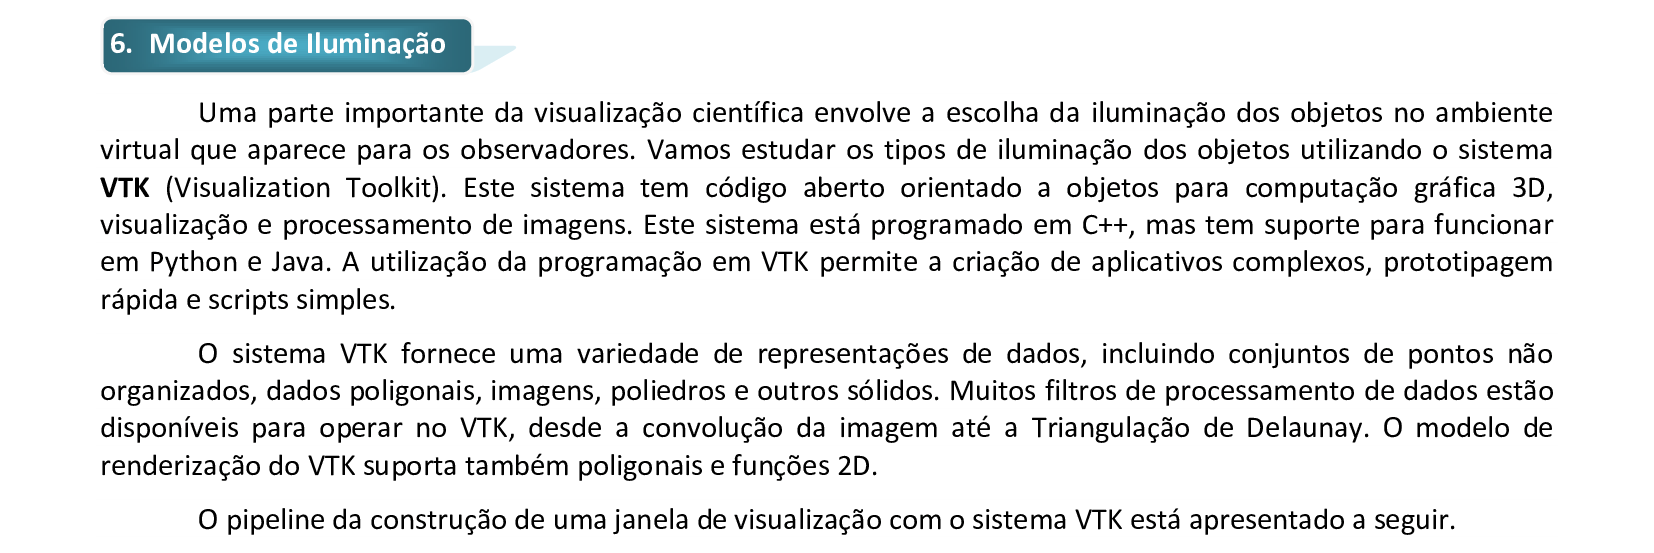 6. Modelos de Iluminação
Uma parte importante da visualização científica envolve a escolha da iluminação dos objetos no ambiente
virtual que aparece para os observadores. Vamos estudar os tipos de iluminação dos objetos utilizando o sistema
VTK (Visualization Toolkit). Este sistema tem código aberto orientado a objetos para computação gráfica 3D,
visualização e processamento de imagens. Este sistema está programado em C++, mas tem suporte para funcionar
em Python e Java. A utilização da programação em VTK permite a criação de aplicativos complexos, prototipagem
rápida e scripts simples.
O sistema VTK fornece uma variedade de representações de dados, incluindo conjuntos de pontos não
organizados, dados poligonais, imagens, poliedros e outros sólidos. Muitos filtros de processamento de dados estão
disponíveis para operar no VTK, desde a convolução da imagem até a Triangulação de Delaunay. O modelo de
renderização do VTK suporta também poligonais e funções 2D.
O pipeline da construção de uma janela de visualização com o sistema VTK está apresentado a seguir.